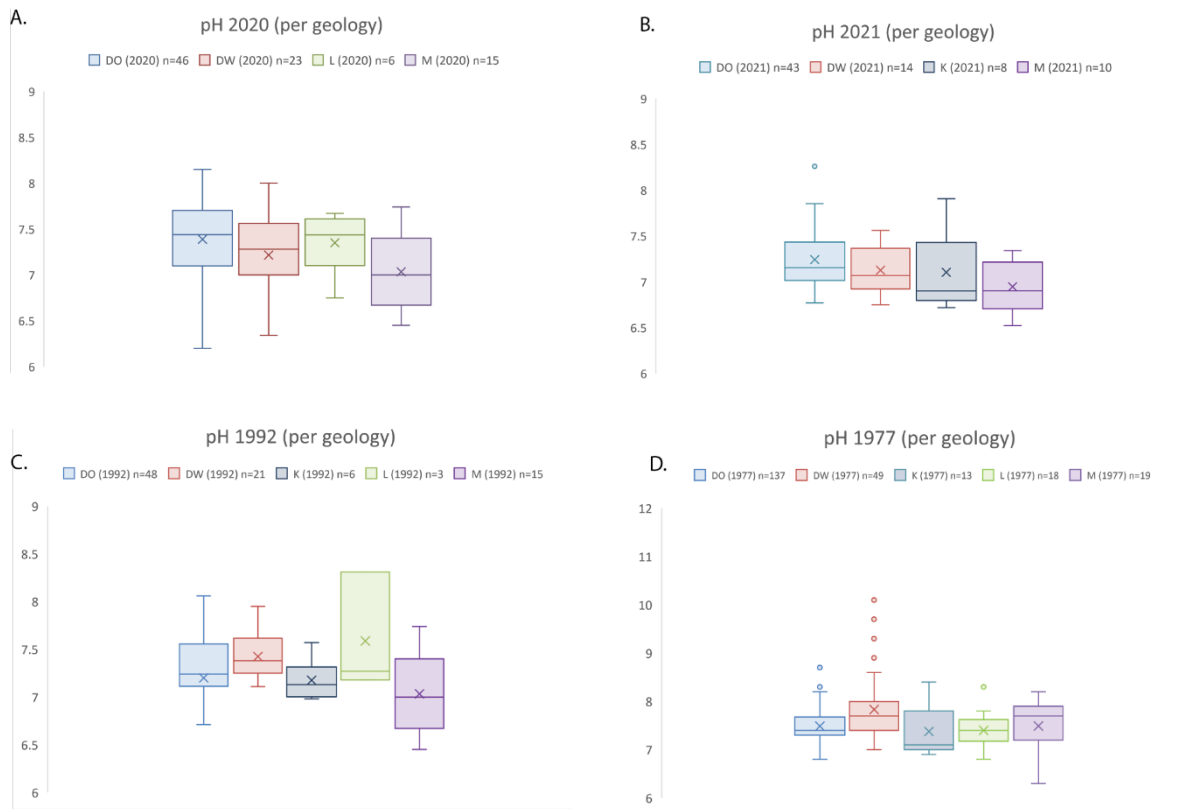 A.
pH 2020 (per geology)
DO (2020) n=46 DW (2020) n=23 L (2020) n=6 M (2020) n=15
9
8.5
8
7.5
7
6.5
6
B.
pH 2021 (per geology)
DO (2021) n=43 DW (2021) n=14 K (2021) n=8 M (2021) n=10
9
8.5
8
7.5
7
6.5
6
C.
pH 1992 (per geology)
DO (1992) n=48 DW (1992) n=21 K (1992) n=6 L (1992) n=3 M (1992) n=15
9
8.5
8
7.5
7
6.5
6
D.
pH 1977 (per geology)
DO (1977) n=137 DW (1977) n=49 K (1977) n=13 L (1977) n=18 M (1977) n=19
12
11
10
9
8
7
6